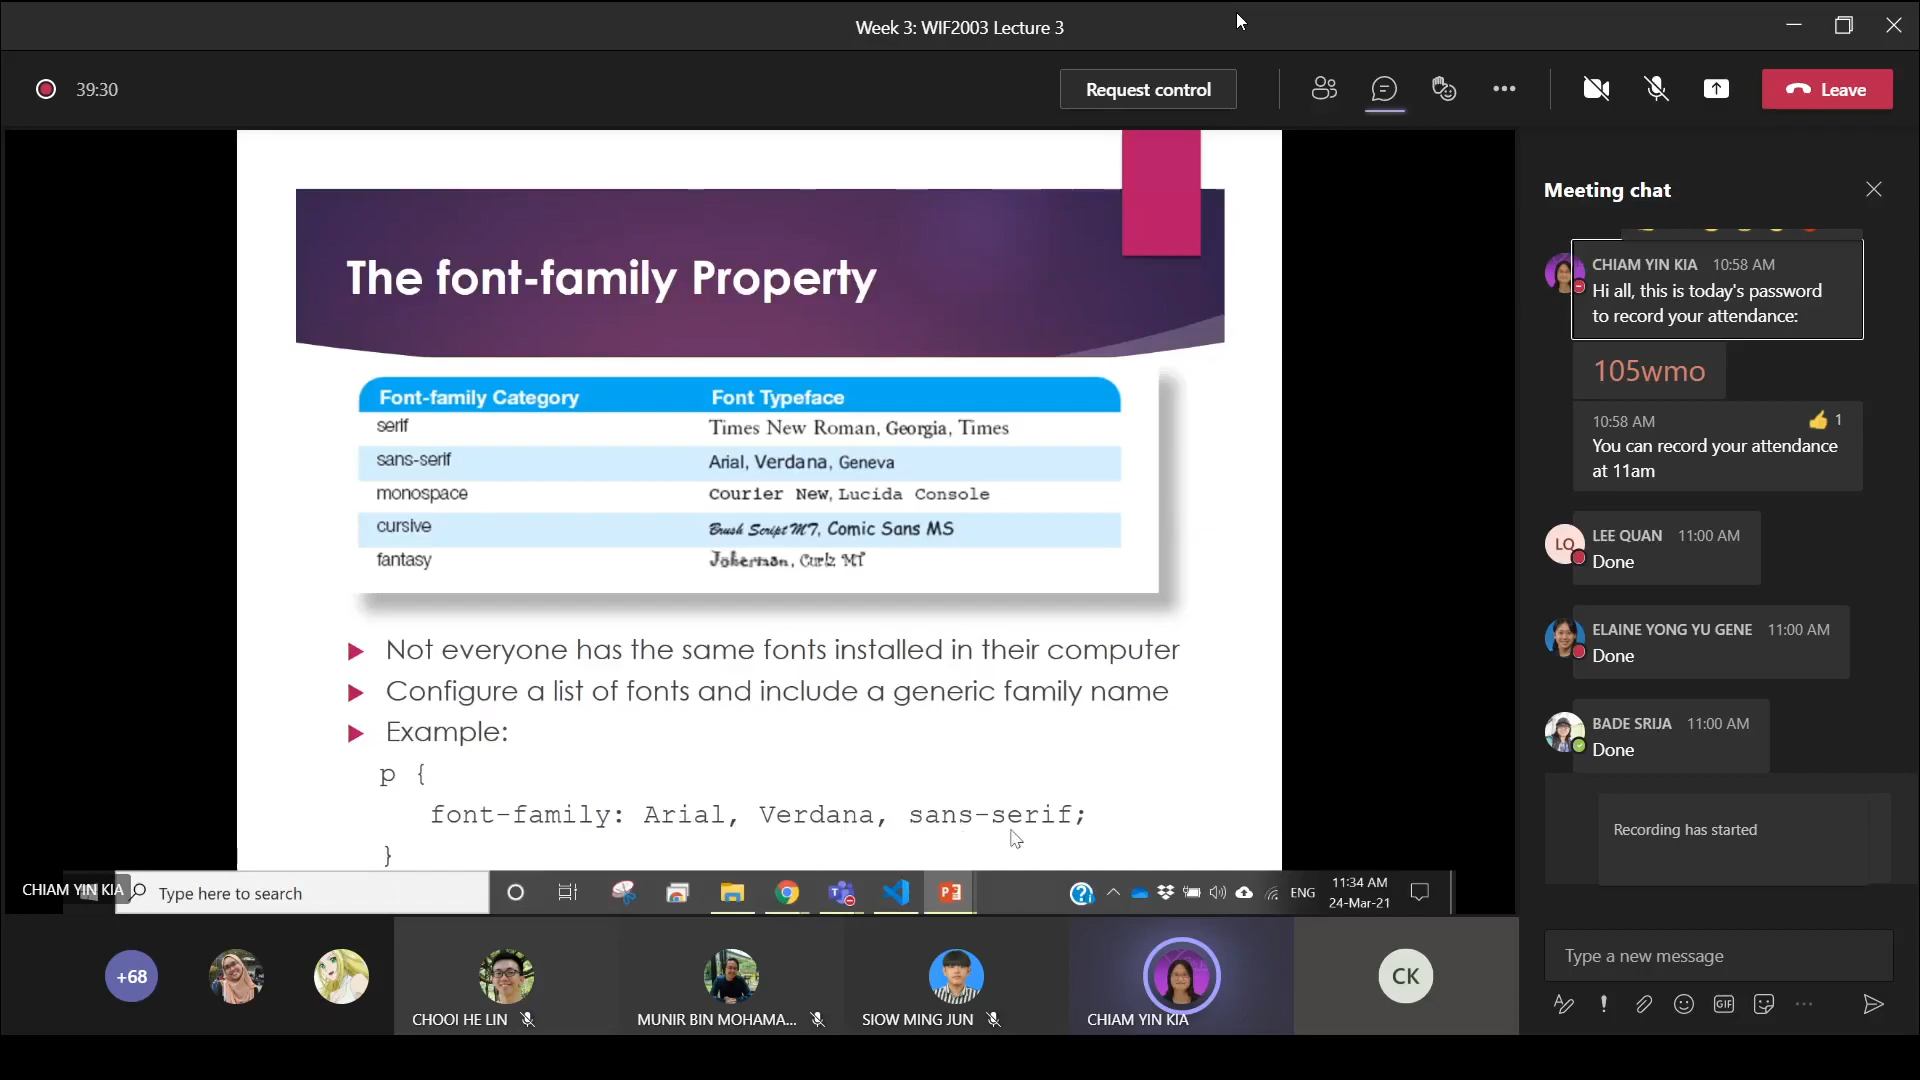 Week 3: WIF2003 Lecture 3
39:30
Request control
Leave
The font-family Property
Font-family Category Font Typeface
serif Times New Roman, Georgia, Times
sans-serif Arial, Verdana, Geneva
monospace Courier New, Lucida Console
cursive Brush Script MT, Comic Sans MS
fantasy Jokerman, Curlz MT
Not everyone has the same fonts installed in their computer
Configure a list of fonts and include a generic family name
Example:
p {
font-family: Arial, Verdana, sans-serif;
}
CHIAM YIN KIA
Type here to search
ENG
11:34 AM
24-Mar-21
+68
CHOOI HE LIN
MUNIR BIN MOHAMA...
SIOW MING JUN
CHIAM YIN KIA
CK
Meeting chat
CHIAM YIN KIA 10:58 AM
Hi all, this is today's password
to record your attendance:
105wmo
10:58 AM 1
You can record your attendance
at 11am
LQ
LEE QUAN 11:00 AM
Done
ELAINE YONG YU GENE 11:00 AM
Done
BADE SRIJA 11:00 AM
Done
Recording has started
Type a new message
GIF